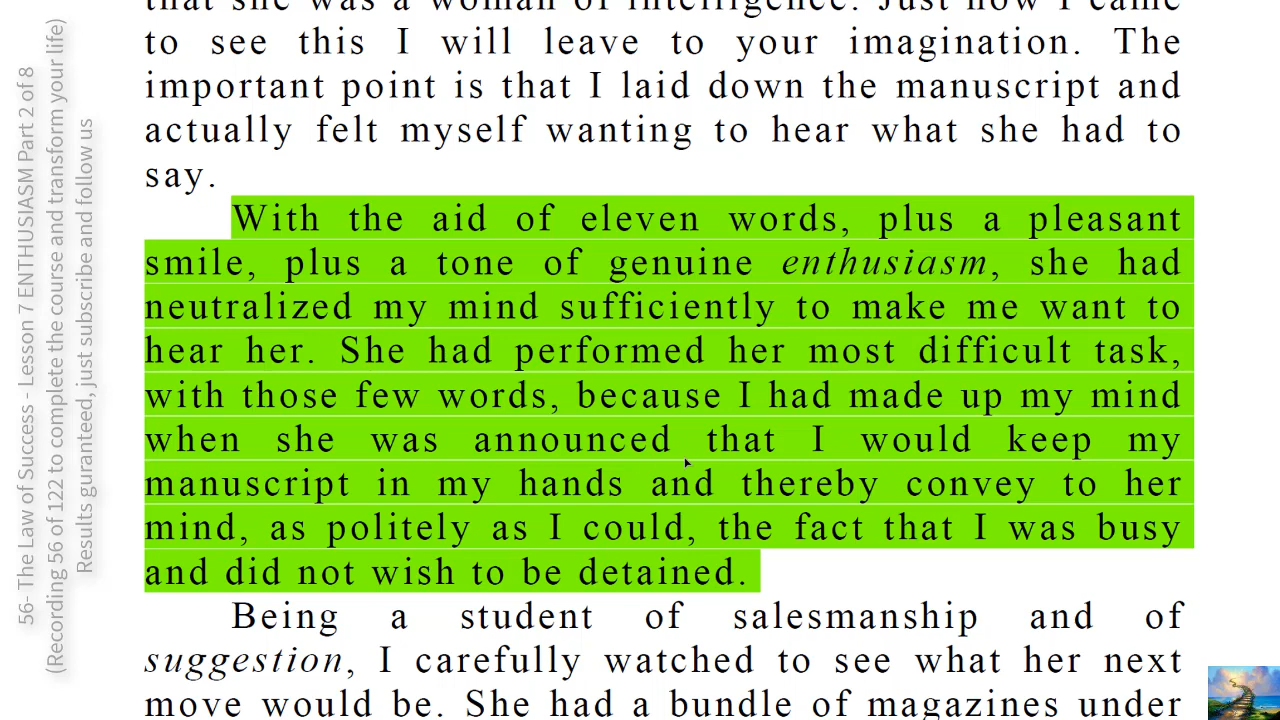 that she was a woman of intelligence. Just how I came
to see this I will leave to your imagination. The
important point is that I laid down the manuscript and
actually felt myself wanting to hear what she had to
say.
With the aid of eleven words, plus a pleasant
smile, plus a tone of genuine enthusiasm, she had
neutralized my mind sufficiently to make me want to
hear her. She had performed her most difficult task,
with those few words, because I had made up my mind
when she was announced that I would keep my
manuscript in my hands and thereby convey to her
mind, as politely as I could, the fact that I was busy
and did not wish to be detained.
Being a student of salesmanship and of
suggestion, I carefully watched to see what her next
move would be. She had a bundle of magazines under
56- The Law of Success - Lesson 7 ENTHUSIASM Part 2 of 8
(Recording 56 of 122 to complete the course and transform your life)
Results guranteed, just subscribe and follow us